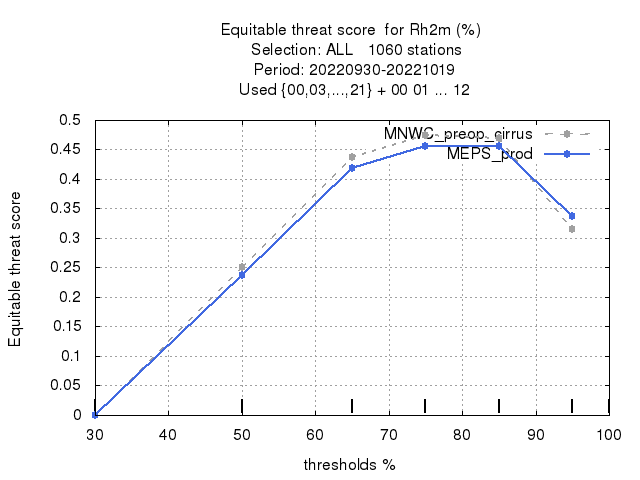 Equitable threat score  for Rh2m (%)
Selection: ALL   1060 stations
Period: 20220930-20221019
Used {00,03,...,21} + 00 01 ... 12
MNWC_preop_cirrus
MEPS_prod
Equitable threat score
0.5
0.45
0.4
0.35
0.3
0.25
0.2
0.15
0.1
0.05
0
30 40 50 60 70 80 90 100
thresholds %